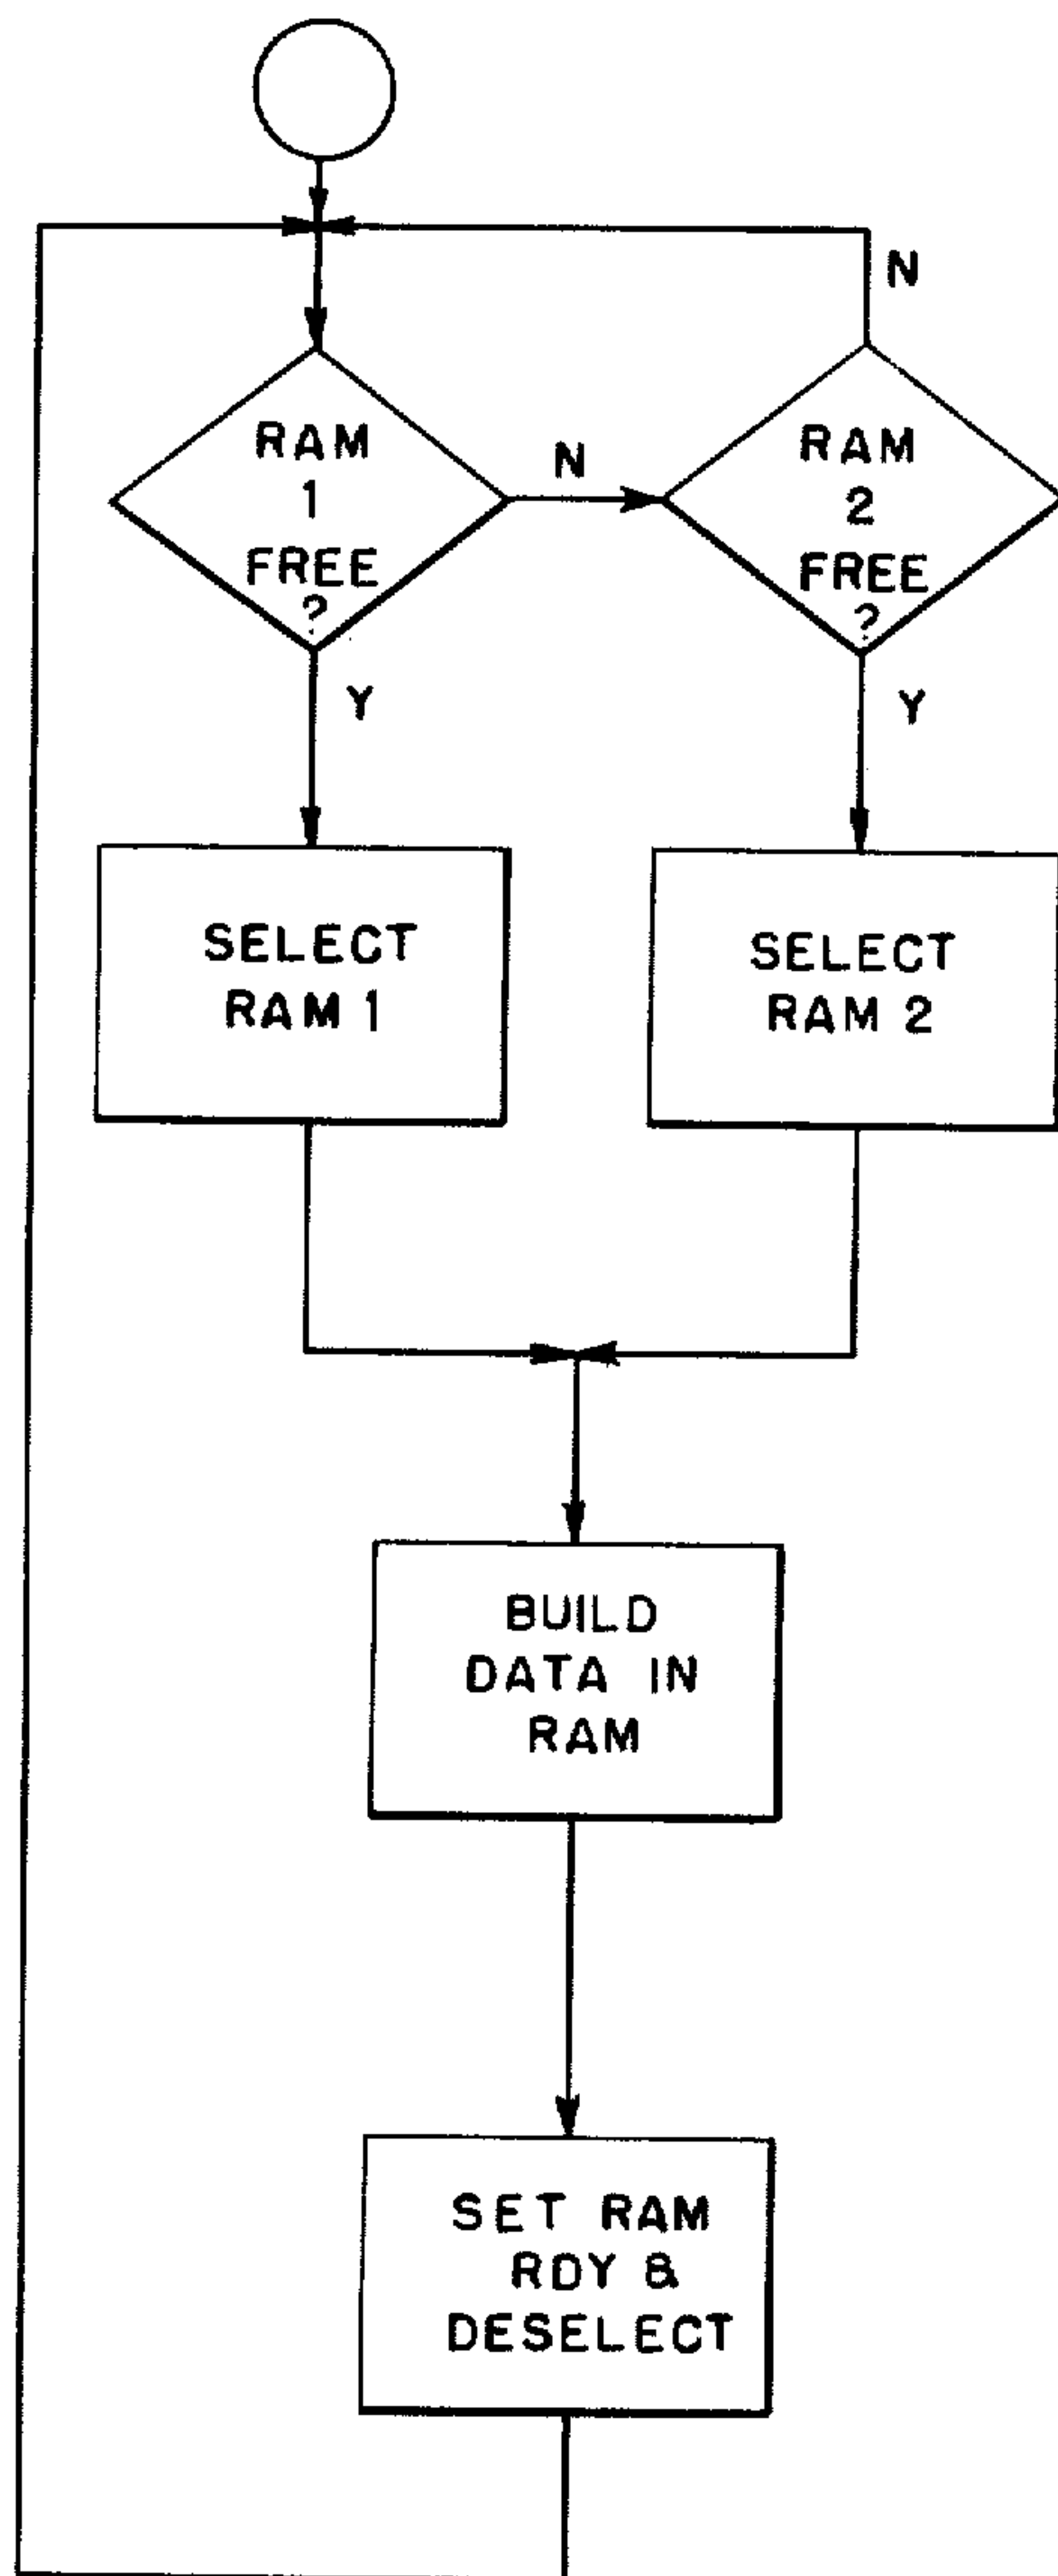 N
RAM
1
FREE
?
N
RAM
2
FREE
?
Y
Y
SELECT
RAM 1
SELECT
RAM 2
BUILD
DATA IN
RAM
SET RAM
RDY &
DESELECT